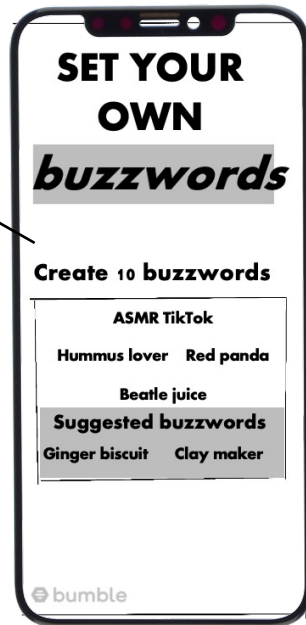 SET YOUR
OWN
buzzwords
Create 10 buzzwords
ASMR TikTok
Hummus lover Red panda
Beatle juice
Suggested buzzwords
Ginger biscuit Clay maker
bumble